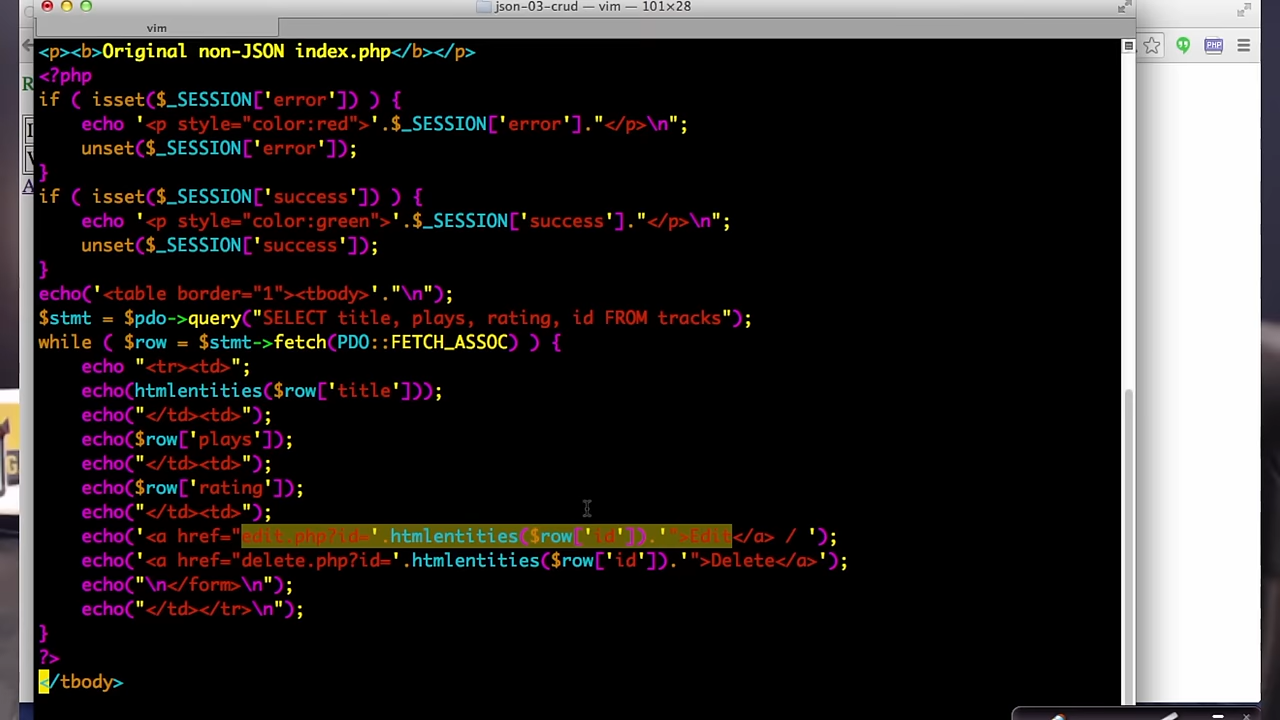 json-03-crud — vim — 101×28
vim
PHP
<p><b>Original non-JSON index.php</b></p>
<?php
if ( isset($_SESSION['error']) ) {
    echo '<p style="color:red">'.$_SESSION['error']."</p>\n";
    unset($_SESSION['error']);
}
if ( isset($_SESSION['success']) ) {
    echo '<p style="color:green">'.$_SESSION['success']."</p>\n";
    unset($_SESSION['success']);
}
echo('<table border="1"><tbody>'."\n");
$stmt = $pdo->query("SELECT title, plays, rating, id FROM tracks");
while ( $row = $stmt->fetch(PDO::FETCH_ASSOC) ) {
    echo "<tr><td>";
    echo(htmlentities($row['title']));
    echo("</td><td>");
    echo($row['plays']);
    echo("</td><td>");
    echo($row['rating']);
    echo("</td><td>");
    echo('<a href="edit.php?id='.htmlentities($row['id']).'">Edit</a> / ');
    echo('<a href="delete.php?id='.htmlentities($row['id']).'">Delete</a>');
    echo("\n</form>\n");
    echo("</td></tr>\n");
}
?>
</tbody>